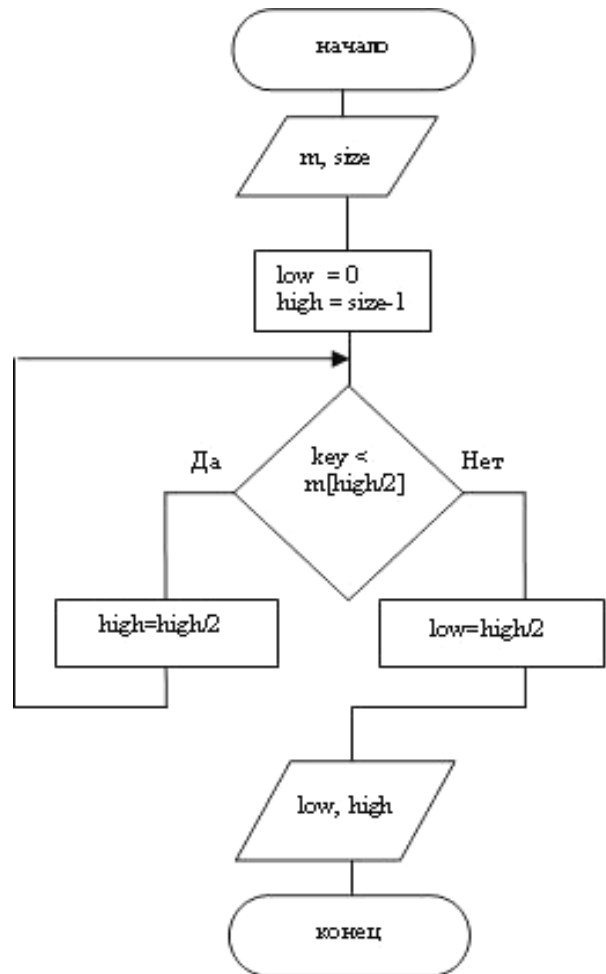 начало
m, size
low = 0
high = size-1
Да
key <
m[high/2]
Нет
high=high/2
low=high/2
low, high
конец